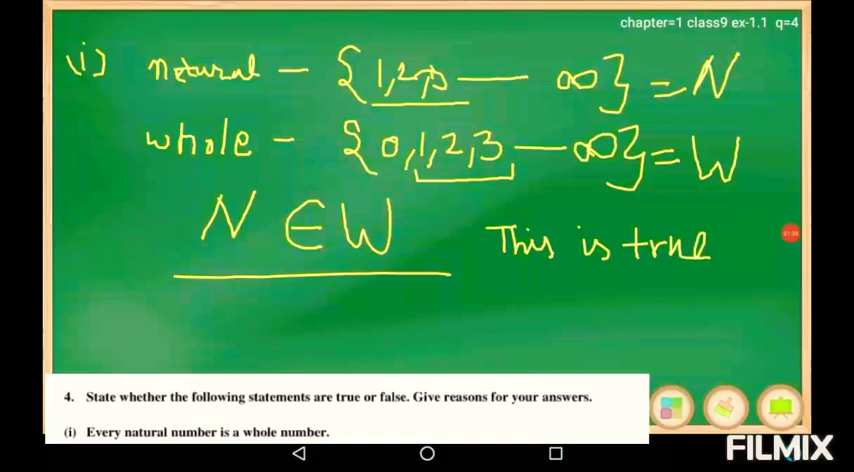 chapter=1 class9 ex-1.1 q=4
(i) natural - {1,2,3 — ∞} = N
whole - {0,1,2,3 — ∞} = W
N ∈ W This is true
01:58
4. State whether the following statements are true or false. Give reasons for your answers.
(i) Every natural number is a whole number.
FILMIX